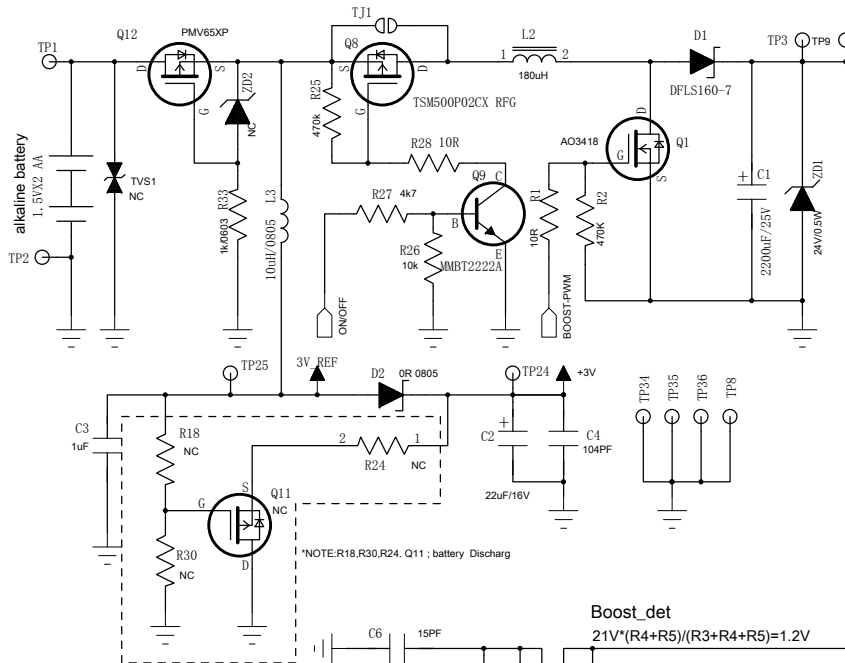 TJ1
TP1
Q12
PMV65XP
Q8
L2
D1
TP3
TP9
D
S
G
ZD2
NC
R25
470k
S
D
G
TSM500P02CX RFG
1
2
180uH
DFLS160-7
alkaline battery
1.5VX2 AA
TVS1
NC
R33
1k/0603
L3
10uH/0805
R28
10R
Q9
C
B
E
MMBT2222A
R27
4k7
R26
10k
AO3418
D
G
S
Q1
R1
10R
R2
470K
+
C1
2200uF/25V
ZD1
24V/0.5W
TP2
ON/OFF
BOOST-PWM
TP25
3V_REF
D2
0R 0805
TP24
+3V
TP34
TP35
TP36
TP8
C3
1uF
R18
NC
2
1
R24
NC
+
C2
22uF/16V
C4
104PF
S
G
D
Q11
NC
R30
NC
*NOTE:R18,R30,R24. Q11 ; battery Discharg
C6
15PF
Boost_det
21V*(R4+R5)/(R3+R4+R5)=1.2V